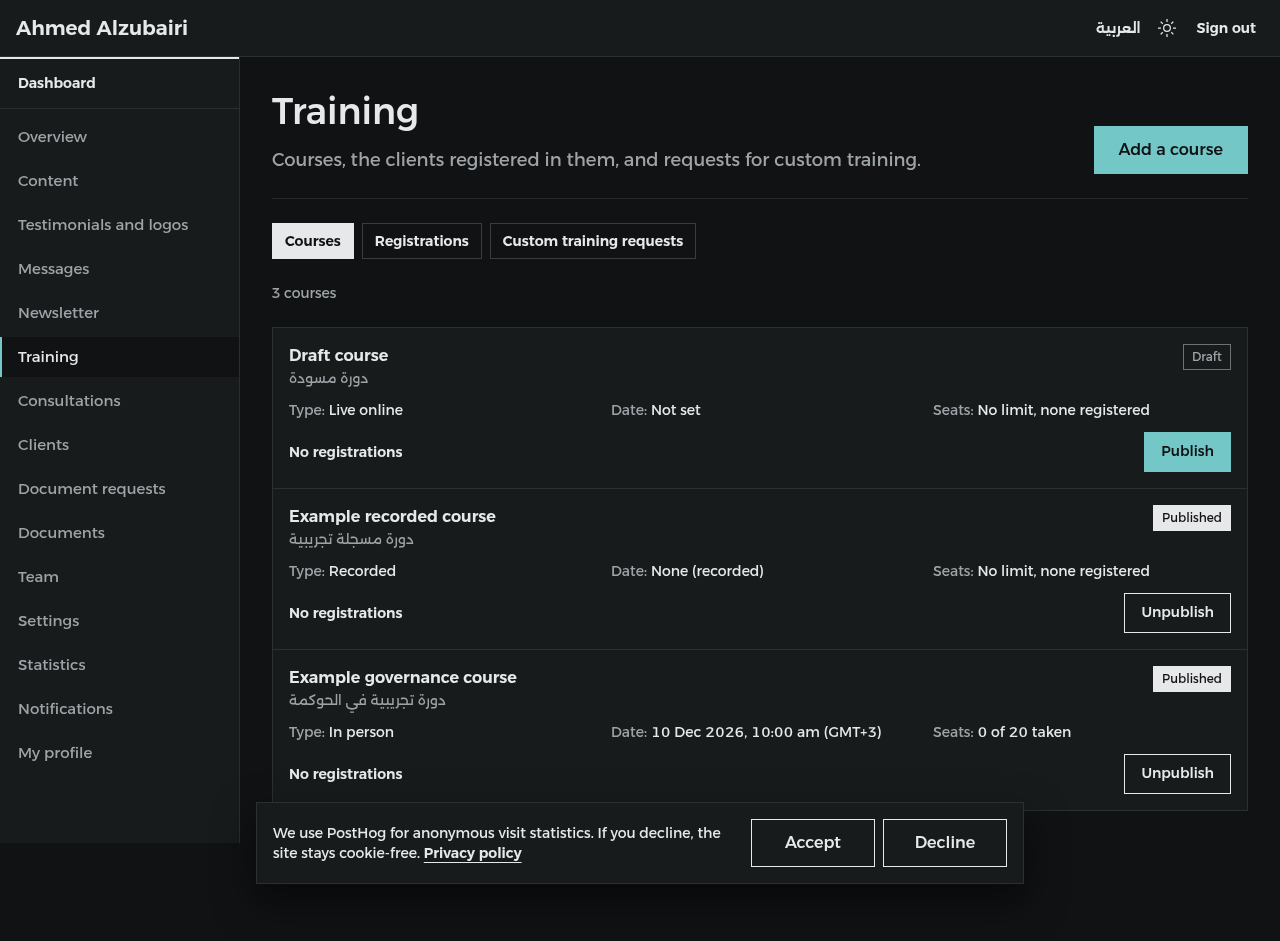 Ahmed Alzubairi
العربية
Sign out
Dashboard
Overview
Content
Testimonials and logos
Messages
Newsletter
Training
Consultations
Clients
Document requests
Documents
Team
Settings
Statistics
Notifications
My profile
Training
Courses, the clients registered in them, and requests for custom training.
Add a course
Courses
Registrations
Custom training requests
3 courses
Draft course
Draft
دورة مسودة
Type: Live online
Date: Not set
Seats: No limit, none registered
No registrations
Publish
Example recorded course
Published
دورة مسجلة تجريبية
Type: Recorded
Date: None (recorded)
Seats: No limit, none registered
No registrations
Unpublish
Example governance course
Published
دورة تجريبية في الحوكمة
Type: In person
Date: 10 Dec 2026, 10:00 am (GMT+3)
Seats: 0 of 20 taken
No registrations
Unpublish
We use PostHog for anonymous visit statistics. If you decline, the
site stays cookie-free. Privacy policy
Accept
Decline